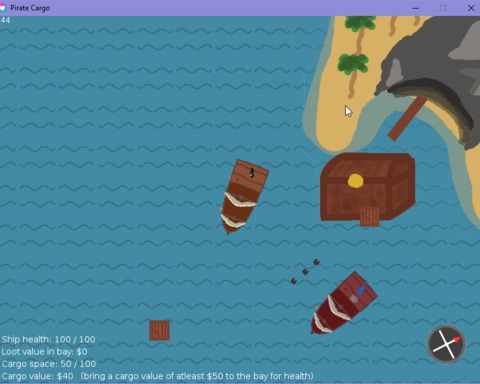 Pirate Cargo
44
Ship health: 100 / 100
Loot value in bay: $0
Cargo space: 50 / 100
Cargo value: $40 (bring a cargo value of atleast $50 to the bay for health)